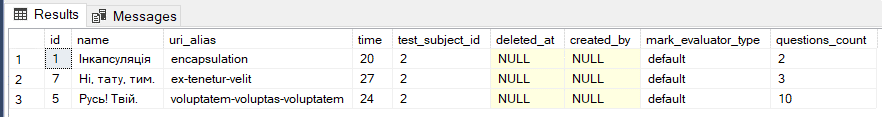 Results Messages
id name uri_alias time test_subject_id deleted_at created_by mark_evaluator_type questions_count
1 1 Інкапсуляція encapsulation 20 2 NULL NULL default 2
2 7 Ні, тату, тим. ex-tenetur-velit 27 2 NULL NULL default 3
3 5 Русь! Твій. voluptatem-voluptas-voluptatem 24 2 NULL NULL default 10